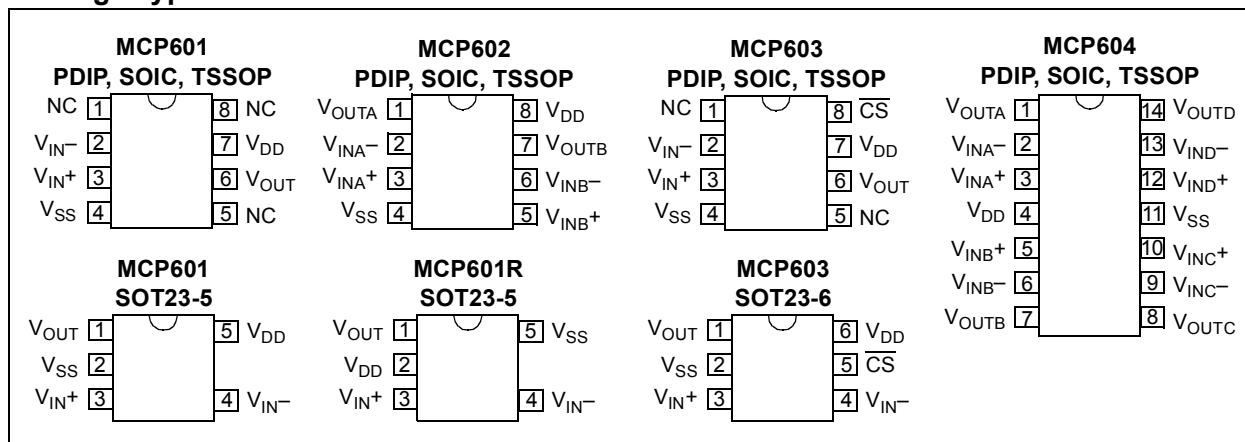 MCP601
PDIP, SOIC, TSSOP
NC 1 8 NC
VIN– 2 7 VDD
VIN+ 3 6 VOUT
VSS 4 5 NC
MCP602
PDIP, SOIC, TSSOP
VOUTA 1 8 VDD
VINA– 2 7 VOUTB
VINA+ 3 6 VINB–
VSS 4 5 VINB+
MCP603
PDIP, SOIC, TSSOP
NC 1 8 C̅S̅
VIN– 2 7 VDD
VIN+ 3 6 VOUT
VSS 4 5 NC
MCP604
PDIP, SOIC, TSSOP
VOUTA 1 14 VOUTD
VINA– 2 13 VIND–
VINA+ 3 12 VIND+
VDD 4 11 VSS
VINB+ 5 10 VINC+
VINB– 6 9 VINC–
VOUTB 7 8 VOUTC
MCP601
SOT23-5
VOUT 1 5 VDD
VSS 2
VIN+ 3 4 VIN–
MCP601R
SOT23-5
VOUT 1 5 VSS
VDD 2
VIN+ 3 4 VIN–
MCP603
SOT23-6
VOUT 1 6 VDD
VSS 2 5 C̅S̅
VIN+ 3 4 VIN–